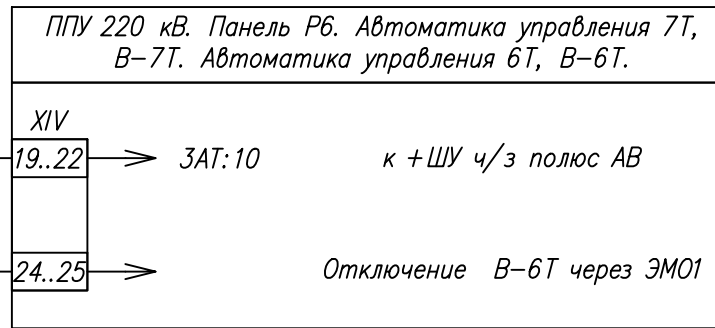 ППУ 220 кВ. Панель Р6. Автоматика управления 7Т,
В-7Т. Автоматика управления 6Т, В-6Т.
XIV
19..22 3АТ:10 к +ШУ ч/з полюс АВ
24..25 Отключение В-6Т через ЭМО1